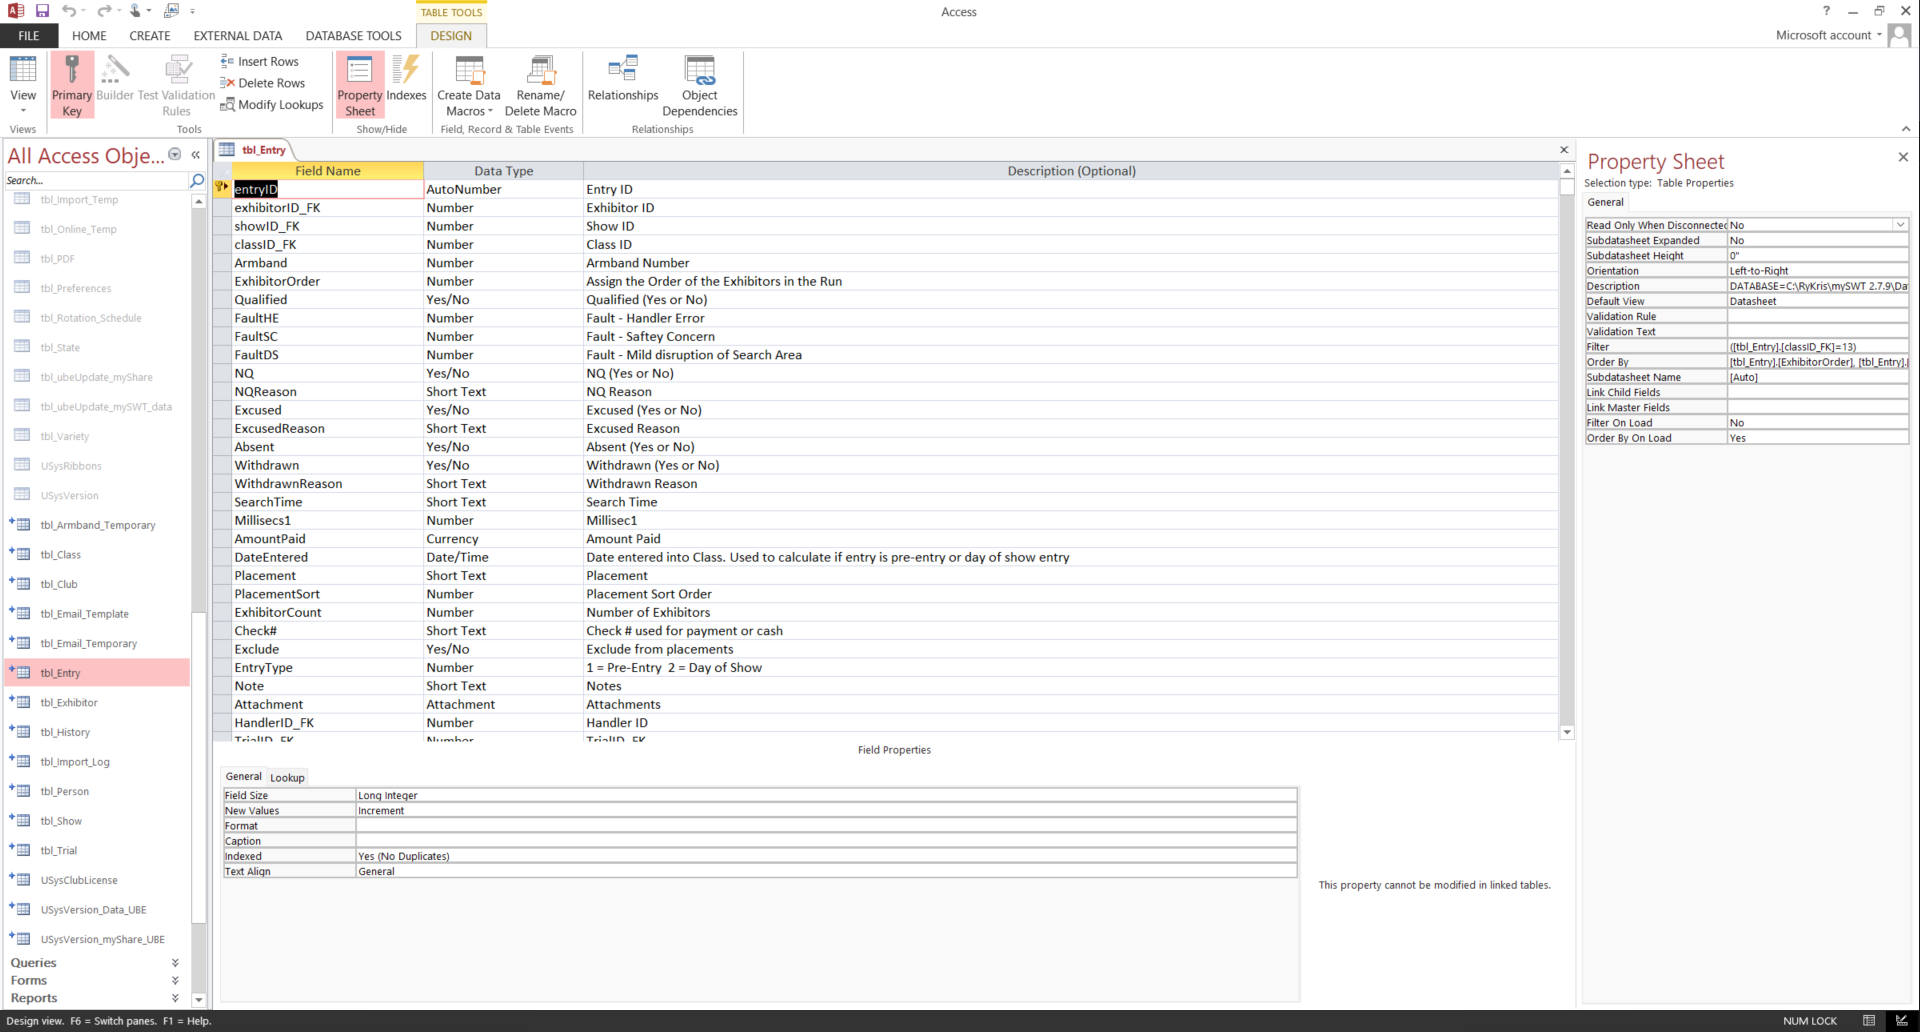 TABLE TOOLS
Access
?
FILE
HOME
CREATE
EXTERNAL DATA
DATABASE TOOLS
DESIGN
Microsoft account
View
Primary Key
Builder
Test Validation Rules
Insert Rows
Delete Rows
Modify Lookups
Property Sheet
Indexes
Create Data Macros
Rename/ Delete Macro
Relationships
Object Dependencies
Views
Tools
Show/Hide
Field, Record & Table Events
Relationships
All Access Obje...
Search...
tbl_Import_Temp
tbl_Online_Temp
tbl_PDF
tbl_Preferences
tbl_Rotation_Schedule
tbl_State
tbl_ubeUpdate_myShare
tbl_ubeUpdate_mySWT_data
tbl_Variety
USysRibbons
USysVersion
tbl_Armband_Temporary
tbl_Class
tbl_Club
tbl_Email_Template
tbl_Email_Temporary
tbl_Entry
tbl_Exhibitor
tbl_History
tbl_Import_Log
tbl_Person
tbl_Show
tbl_Trial
USysClubLicense
USysVersion_Data_UBE
USysVersion_myShare_UBE
Queries
Forms
Reports
tbl_Entry
Field Name Data Type Description (Optional)
entryID AutoNumber Entry ID
exhibitorID_FK Number Exhibitor ID
showID_FK Number Show ID
classID_FK Number Class ID
Armband Number Armband Number
ExhibitorOrder Number Assign the Order of the Exhibitors in the Run
Qualified Yes/No Qualified (Yes or No)
FaultHE Number Fault - Handler Error
FaultSC Number Fault - Saftey Concern
FaultDS Number Fault - Mild disruption of Search Area
NQ Yes/No NQ (Yes or No)
NQReason Short Text NQ Reason
Excused Yes/No Excused (Yes or No)
ExcusedReason Short Text Excused Reason
Absent Yes/No Absent (Yes or No)
Withdrawn Yes/No Withdrawn (Yes or No)
WithdrawnReason Short Text Withdrawn Reason
SearchTime Short Text Search Time
Millisecs1 Number Millisec1
AmountPaid Currency Amount Paid
DateEntered Date/Time Date entered into Class. Used to calculate if entry is pre-entry or day of show entry
Placement Short Text Placement
PlacementSort Number Placement Sort Order
ExhibitorCount Number Number of Exhibitors
Check# Short Text Check # used for payment or cash
Exclude Yes/No Exclude from placements
EntryType Number 1 = Pre-Entry 2 = Day of Show
Note Short Text Notes
Attachment Attachment Attachments
HandlerID_FK Number Handler ID
TrialID_FK Number TrialID_FK
Field Properties
General Lookup
Field Size Long Integer
New Values Increment
Format
Caption
Indexed Yes (No Duplicates)
Text Align General
This property cannot be modified in linked tables.
Property Sheet
Selection type: Table Properties
General
Read Only When Disconnected No
Subdatasheet Expanded No
Subdatasheet Height 0"
Orientation Left-to-Right
Description DATABASE=C:\RyKris\mySWT 2.7.9\Da
Default View Datasheet
Validation Rule
Validation Text
Filter ([tbl_Entry].[classID_FK]=13)
Order By [tbl_Entry].[ExhibitorOrder], [tbl_Entry].
Subdatasheet Name [Auto]
Link Child Fields
Link Master Fields
Filter On Load No
Order By On Load Yes
Design view. F6 = Switch panes. F1 = Help.
NUM LOCK